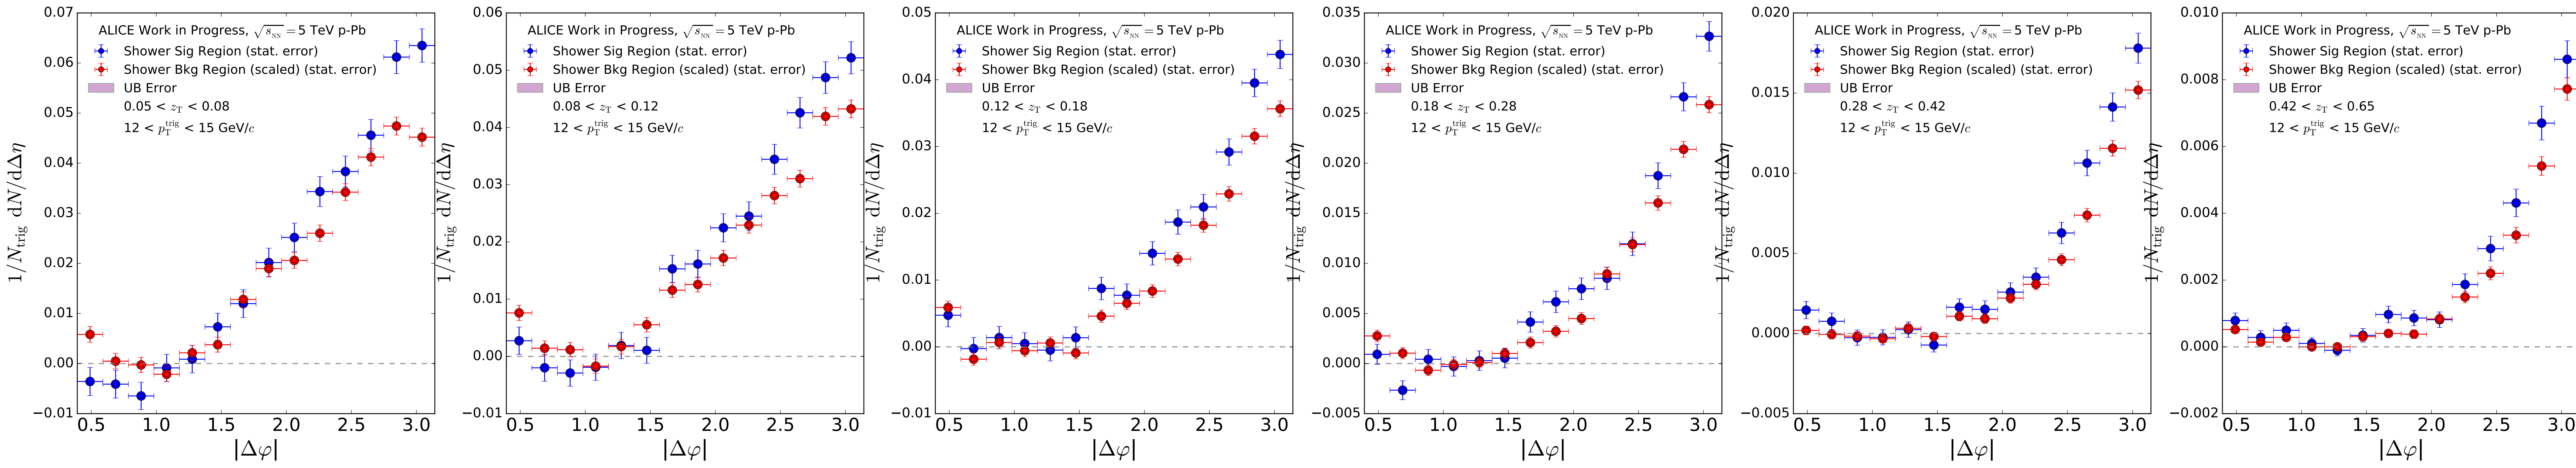 0.07
0.06
0.05
0.04
0.03
0.02
0.01
0.00
−0.01
1/N_trig dN/dΔη
ALICE Work in Progress, √s_NN = 5 TeV p-Pb
Shower Sig Region (stat. error)
Shower Bkg Region (scaled) (stat. error)
UB Error
0.05 < z_T < 0.08
12 < p_T^trig < 15 GeV/c
0.5 1.0 1.5 2.0 2.5 3.0
|Δφ|
0.06
0.05
0.04
0.03
0.02
0.01
0.00
−0.01
1/N_trig dN/dΔη
ALICE Work in Progress, √s_NN = 5 TeV p-Pb
Shower Sig Region (stat. error)
Shower Bkg Region (scaled) (stat. error)
UB Error
0.08 < z_T < 0.12
12 < p_T^trig < 15 GeV/c
0.5 1.0 1.5 2.0 2.5 3.0
|Δφ|
0.05
0.04
0.03
0.02
0.01
0.00
−0.01
1/N_trig dN/dΔη
ALICE Work in Progress, √s_NN = 5 TeV p-Pb
Shower Sig Region (stat. error)
Shower Bkg Region (scaled) (stat. error)
UB Error
0.12 < z_T < 0.18
12 < p_T^trig < 15 GeV/c
0.5 1.0 1.5 2.0 2.5 3.0
|Δφ|
0.035
0.030
0.025
0.020
0.015
0.010
0.005
0.000
−0.005
1/N_trig dN/dΔη
ALICE Work in Progress, √s_NN = 5 TeV p-Pb
Shower Sig Region (stat. error)
Shower Bkg Region (scaled) (stat. error)
UB Error
0.18 < z_T < 0.28
12 < p_T^trig < 15 GeV/c
0.5 1.0 1.5 2.0 2.5 3.0
|Δφ|
0.020
0.015
0.010
0.005
0.000
−0.005
1/N_trig dN/dΔη
ALICE Work in Progress, √s_NN = 5 TeV p-Pb
Shower Sig Region (stat. error)
Shower Bkg Region (scaled) (stat. error)
UB Error
0.28 < z_T < 0.42
12 < p_T^trig < 15 GeV/c
0.5 1.0 1.5 2.0 2.5 3.0
|Δφ|
0.010
0.008
0.006
0.004
0.002
0.000
−0.002
1/N_trig dN/dΔη
ALICE Work in Progress, √s_NN = 5 TeV p-Pb
Shower Sig Region (stat. error)
Shower Bkg Region (scaled) (stat. error)
UB Error
0.42 < z_T < 0.65
12 < p_T^trig < 15 GeV/c
0.5 1.0 1.5 2.0 2.5 3.0
|Δφ|